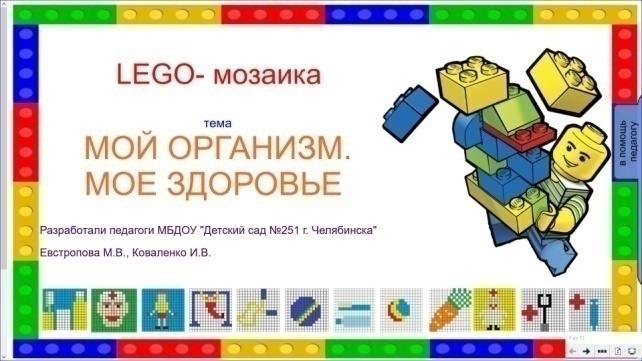 LEGO- мозаика
тема
МОЙ ОРГАНИЗМ.
МОЕ ЗДОРОВЬЕ
Разработали педагоги МБДОУ "Детский сад №251 г. Челябинска"
Евстропова М.В., Коваленко И.В.
в помощь
педагогу